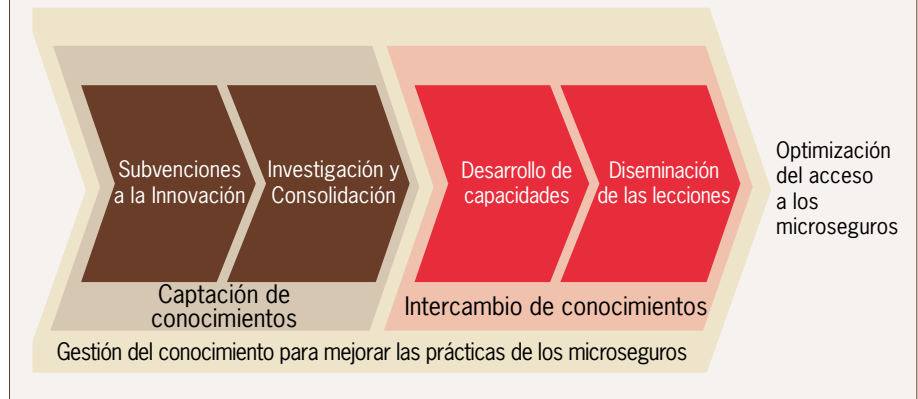 Subvenciones
a la Innovación
Investigación y
Consolidación
Desarrollo de
capacidades
Diseminación
de las lecciones
Optimización
del acceso
a los
microseguros
Captación de
conocimientos
Intercambio de conocimientos
Gestión del conocimiento para mejorar las prácticas de los microseguros